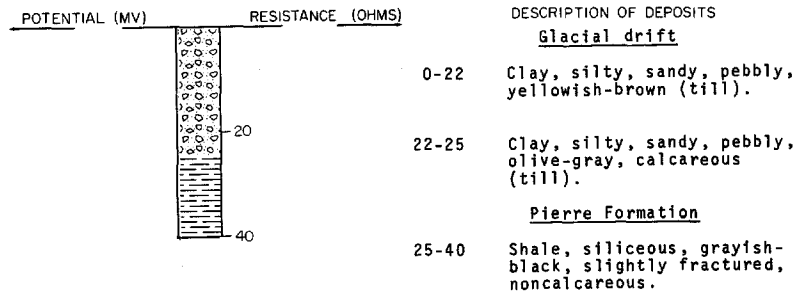 POTENTIAL (MV) RESISTANCE (OHMS) DESCRIPTION OF DEPOSITS
Glacial drift
0-22 Clay, silty, sandy, pebbly,
yellowish-brown (till).
20
22-25 Clay, silty, sandy, pebbly,
olive-gray, calcareous
(till).
Pierre Formation
40
25-40 Shale, siliceous, grayish-
black, slightly fractured,
noncalcareous.